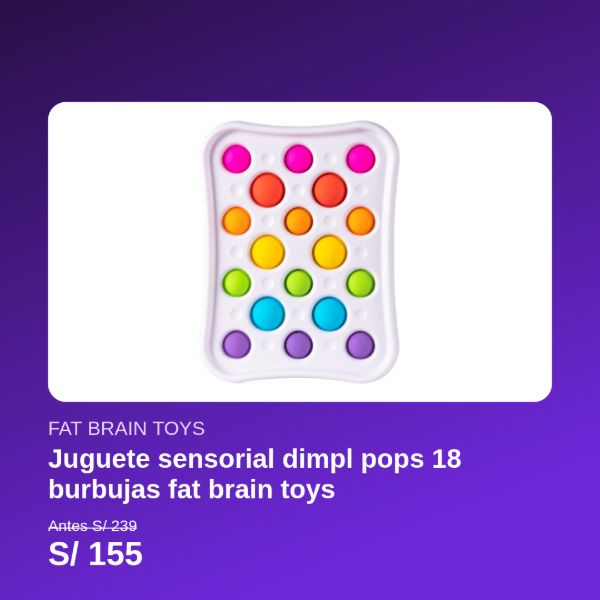 FAT BRAIN TOYS
Juguete sensorial dimpl pops 18
burbujas fat brain toys
Antes S/ 239
S/ 155